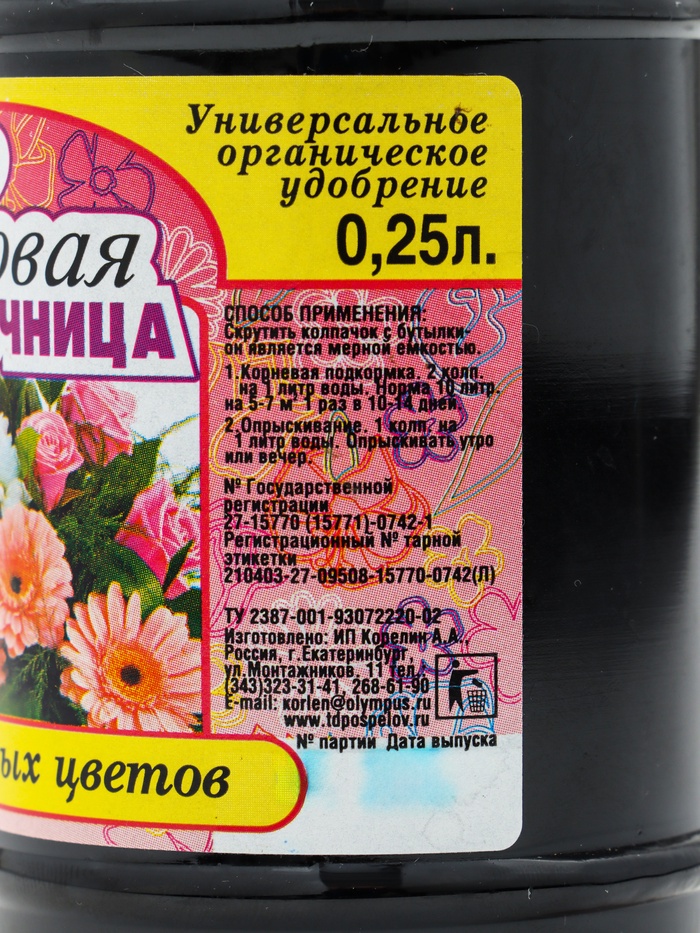 Универсальное
органическое
удобрение
0,25л.
овая
чница
СПОСОБ ПРИМЕНЕНИЯ:
Скрутить колпачок с бутылки-
он является мерной емкостью.
1.Корневая подкормка. 2 колп.
на 1 литр воды. Норма 10 литр.
на 5-7 м 1 раз в 10-14 дней.
2.Опрыскивание. 1 колп. на
1 литр воды. Опрыскивать утро
или вечер.
№ Государственной
регистрации
27-15770 (15771)-0742-1
Регистрационный № тарной
этикетки
210403-27-09508-15770-0742(Л)
ТУ 2387-001-93072220-02
Изготовлено: ИП Корелин А.А.
Россия, г.Екатеринбург
ул.Монтажников, 11 Тел.
(343)323-31-41, 268-61-90
E-mail: korlen@olympus.ru
www.tdpospelov.ru
№ партии Дата выпуска
ых цветов